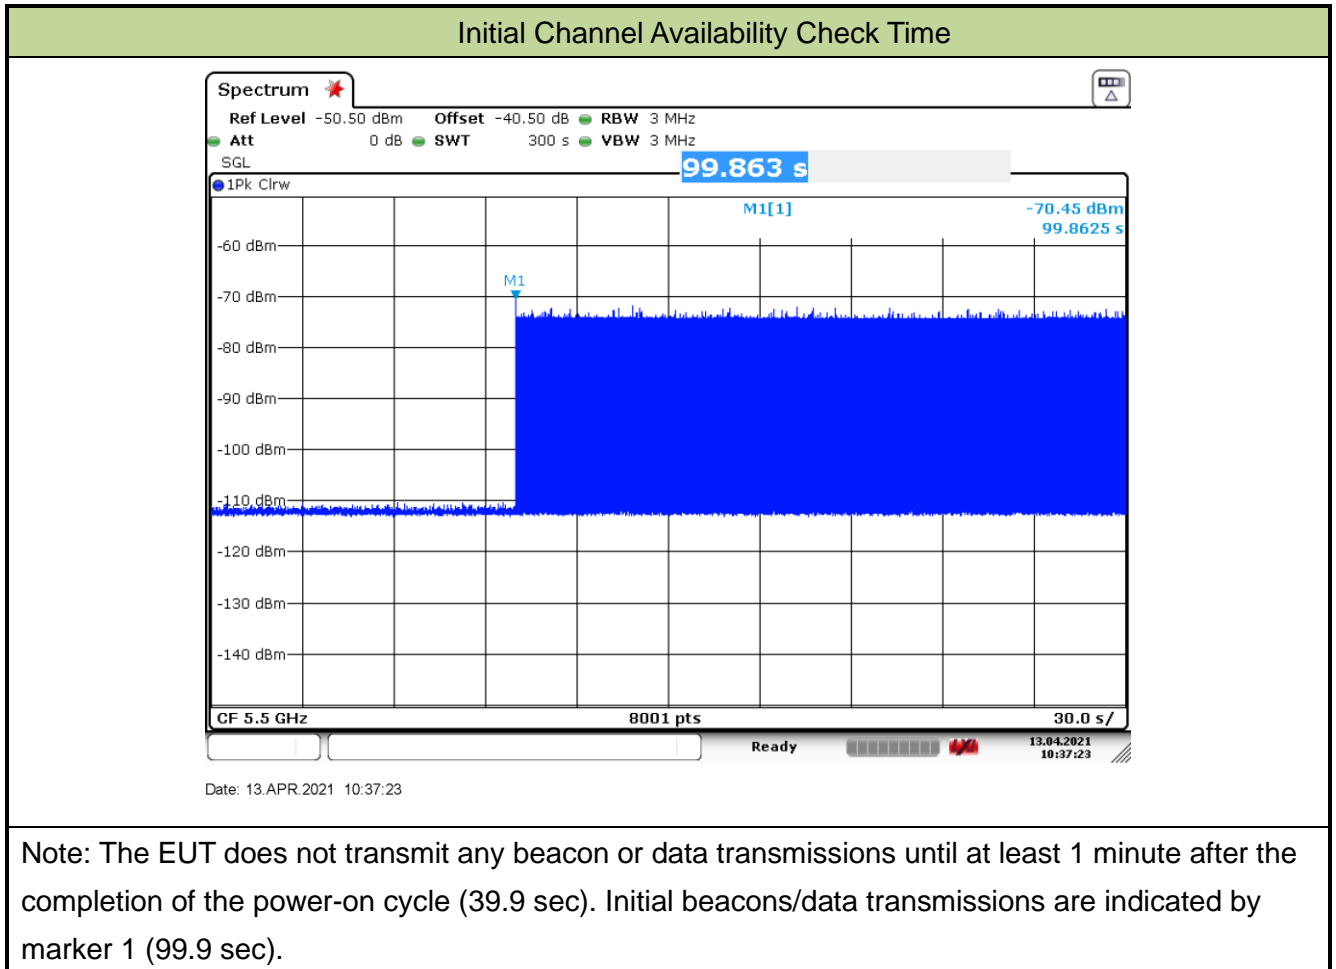 Initial Channel Availability Check Time
Spectrum
Ref Level -50.50 dBm Offset -40.50 dB RBW 3 MHz
Att 0 dB SWT 300 s VBW 3 MHz
SGL
99.863 s
1Pk Clrw
M1[1] -70.45 dBm
99.8625 s
-60 dBm
M1
-70 dBm
-80 dBm
-90 dBm
-100 dBm
-110 dBm
-120 dBm
-130 dBm
-140 dBm
CF 5.5 GHz 8001 pts 30.0 s/
Ready 13.04.2021
10:37:23
Date: 13.APR.2021 10:37:23
Note: The EUT does not transmit any beacon or data transmissions until at least 1 minute after the
completion of the power-on cycle (39.9 sec). Initial beacons/data transmissions are indicated by
marker 1 (99.9 sec).